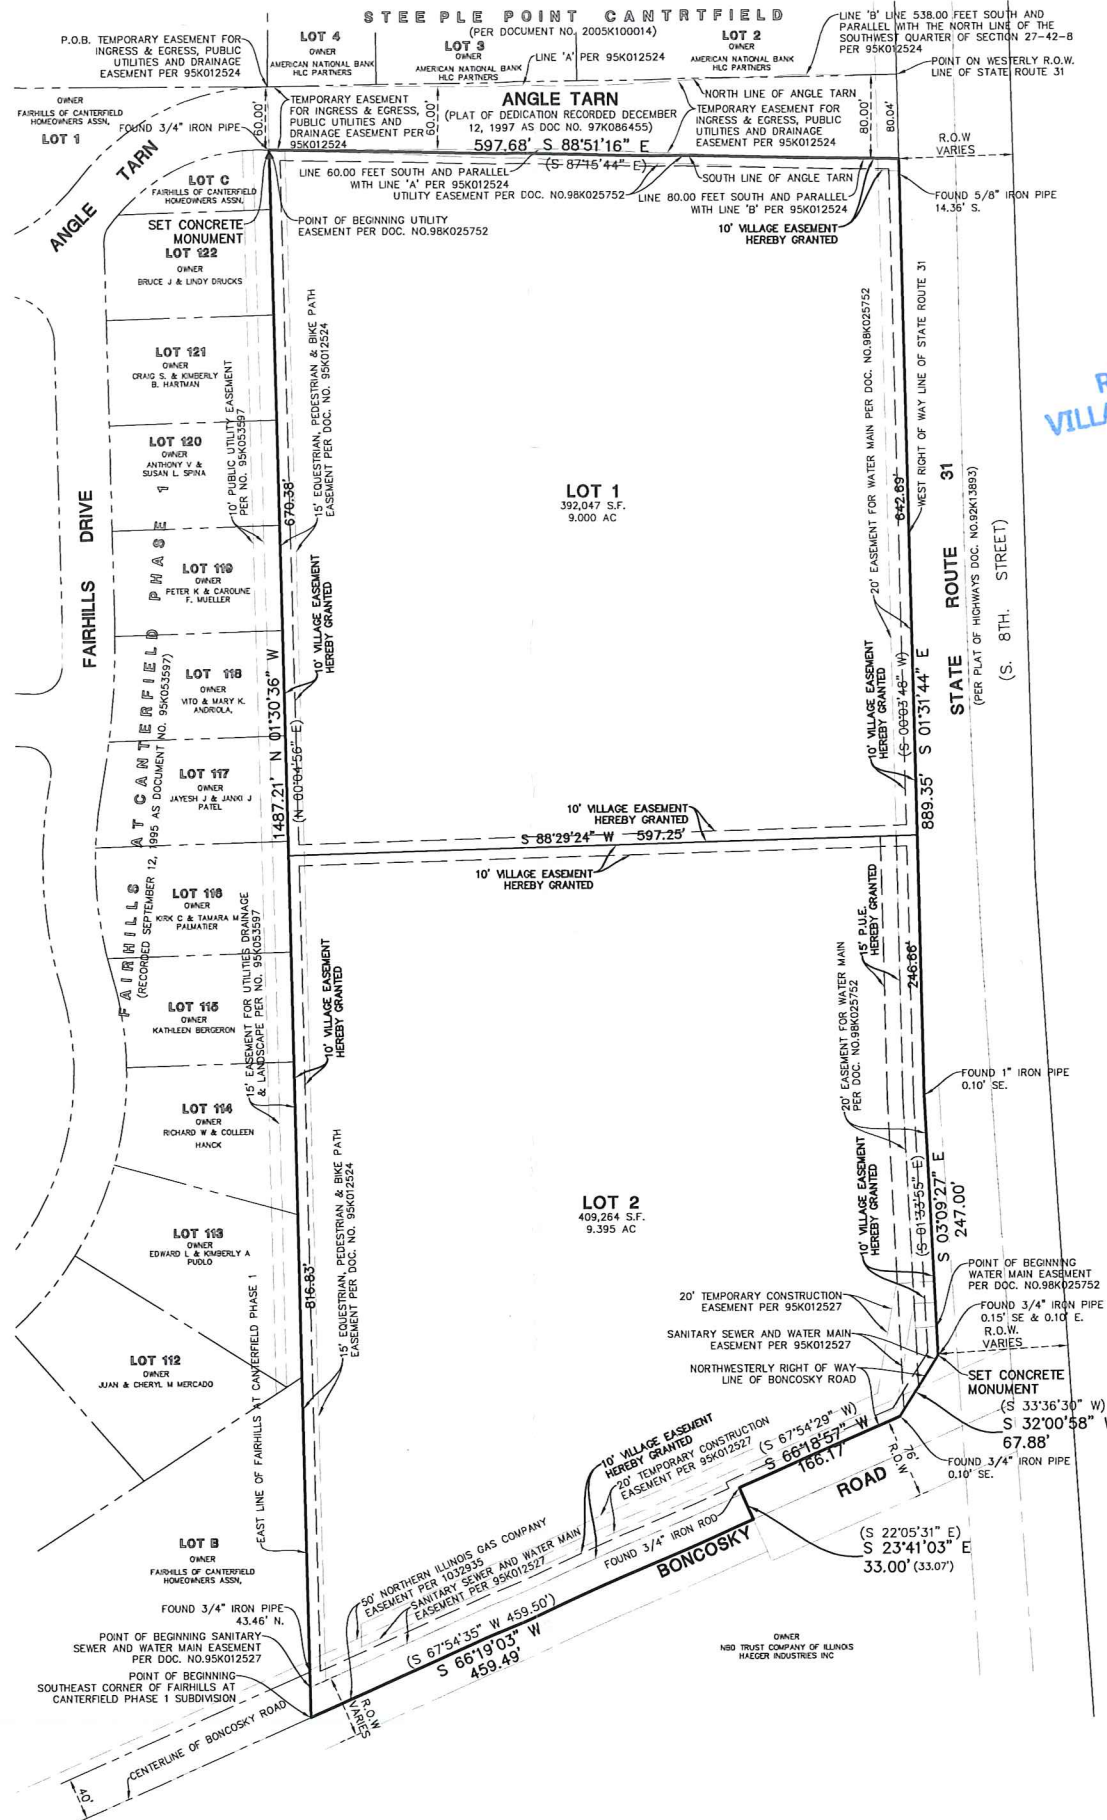 STEEPLE POINT CANTRTFIELD
(PER DOCUMENT NO. 2005K100014)
P.O.B. TEMPORARY EASEMENT FOR
INGRESS & EGRESS, PUBLIC
UTILITIES AND DRAINAGE
EASEMENT PER 95K012524
LOT 4
OWNER
AMERICAN NATIONAL BANK
HLC PARTNERS
LOT 3
OWNER
AMERICAN NATIONAL BANK
HLC PARTNERS
LINE 'A' PER 95K012524
LOT 2
OWNER
AMERICAN NATIONAL BANK
HLC PARTNERS
LINE 'B' LINE 538.00 FEET SOUTH AND
PARALLEL WITH THE NORTH LINE OF THE
SOUTHWEST QUARTER OF SECTION 27-42-8
PER 95K012524
POINT ON WESTERLY R.O.W.
LINE OF STATE ROUTE 31
OWNER
FAIRHILLS OF CANTERFIELD
HOMEOWNERS ASSN,
LOT 1
FOUND 3/4" IRON PIPE
60.00'
TEMPORARY EASEMENT
FOR INGRESS & EGRESS,
PUBLIC UTILITIES AND
DRAINAGE EASEMENT PER
95K012524
60.00'
ANGLE TARN
(PLAT OF DEDICATION RECORDED DECEMBER
12, 1997 AS DOC NO. 97K086455)
597.68' S 88°51'16" E
(S 87°15'44" E)
NORTH LINE OF ANGLE TARN
TEMPORARY EASEMENT FOR
INGRESS & EGRESS, PUBLIC
UTILITIES AND DRAINAGE
EASEMENT PER 95K012524
80.00'
80.04'
R.O.W
VARIES
ANGLE TARN
LOT C
FAIRHILLS OF CANTERFIELD
HOMEOWNERS ASSN,
LINE 60.00 FEET SOUTH AND PARALLEL
WITH LINE 'A' PER 95K012524
UTILITY EASEMENT PER DOC. NO.98K025752
SOUTH LINE OF ANGLE TARN
LINE 80.00 FEET SOUTH AND PARALLEL
WITH LINE 'B' PER 95K012524
FOUND 5/8" IRON PIPE
14.36' S.
SET CONCRETE
MONUMENT
POINT OF BEGINNING UTILITY
EASEMENT PER DOC. NO.98K025752
10' VILLAGE EASEMENT
HEREBY GRANTED
LOT 122
OWNER
BRUCE J & LINDY DRUCKS
LOT 121
OWNER
CRAIG S. & KIMBERLY
B. HARTMAN
LOT 120
OWNER
ANTHONY V &
SUSAN L. SPINA
LOT 119
OWNER
PETER K & CAROLINE
F. MUELLER
LOT 118
OWNER
VITO & MARY K.
ANDRIOLA,
LOT 117
OWNER
JAYESH J & JANKI J
PATEL
LOT 116
OWNER
KIRK C & TAMARA M
PALMATIER
LOT 115
OWNER
KATHLEEN BERGERON
LOT 114
OWNER
RICHARD W & COLLEEN
HANCK
LOT 113
OWNER
EDWARD L & KIMBERLY A
PUDLO
LOT 112
OWNER
JUAN & CHERYL M MERCADO
LOT B
OWNER
FAIRHILLS OF CANTERFIELD
HOMEOWNERS ASSN,
FAIRHILLS DRIVE
FAIRHILLS AT CANTERFIELD PHASE 1
(RECORDED SEPTEMBER 12, 1995 AS DOCUMENT NO. 95K053597)
10' PUBLIC UTILITY EASEMENT
PER NO. 95K053597
670.38'
15' EQUESTRIAN, PEDESTRIAN & BIKE PATH
EASEMENT PER DOC. NO. 95K012524
10' VILLAGE EASEMENT
HEREBY GRANTED
1487.21' N 01°30'36" W
(N 00°04'56" E)
LOT 1
392,047 S.F.
9.000 AC
20' EASEMENT FOR WATER MAIN PER DOC. NO.98K025752
642.69'
WEST RIGHT OF WAY LINE OF STATE ROUTE 31
VILLA
10' VILLAGE EASEMENT
HEREBY GRANTED
(S 00°03'48" W)
889.35' S 01°31'44" E
STATE ROUTE 31
(PER PLAT OF HIGHWAYS DOC. NO.92K13893)
(S. 8TH. STREET)
10' VILLAGE EASEMENT
HEREBY GRANTED
S 88°29'24" W 597.25'
10' VILLAGE EASEMENT
HEREBY GRANTED
15' EASEMENT FOR UTILITIES DRAINAGE
& LANDSCAPE PER NO. 95K053597
10' VILLAGE EASEMENT
HEREBY GRANTED
15' P.U.E.
HEREBY GRANTED
246.66'
20' EASEMENT FOR WATER MAIN
PER DOC. NO.98K025752
FOUND 1" IRON PIPE
0.10' SE.
LOT 2
409,264 S.F.
9.395 AC
10' VILLAGE EASEMENT
HEREBY GRANTED
(S 01°33'55" E)
S 03°09'27" E
247.00'
816.83'
15' EQUESTRIAN, PEDESTRIAN & BIKE PATH
EASEMENT PER DOC. NO. 95K012524
EAST LINE OF FAIRHILLS AT CANTERFIELD PHASE 1
POINT OF BEGINNING
WATER MAIN EASEMENT
PER DOC. NO.98K025752
20' TEMPORARY CONSTRUCTION
EASEMENT PER 95K012527
FOUND 3/4" IRON PIPE
0.15' SE & 0.10' E.
R.O.W.
VARIES
SANITARY SEWER AND WATER MAIN
EASEMENT PER 95K012527
NORTHWESTERLY RIGHT OF WAY
LINE OF BONCOSKY ROAD
SET CONCRETE
MONUMENT
(S 33°36'30" W)
S 32°00'58" W
67.88'
FOUND 3/4" IRON PIPE
0.10' SE.
76'
R.O.W
10' VILLAGE EASEMENT
HEREBY GRANTED
20' TEMPORARY CONSTRUCTION
EASEMENT PER 95K012527
(S 67°54'29" W)
S 66°18'57" W
166.17'
BONCOSKY ROAD
(S 22°05'31" E)
S 23°41'03" E
33.00' (33.07')
FOUND 3/4" IRON ROD
50' NORTHERN ILLINOIS GAS COMPANY
EASEMENT PER 1032935
SANITARY SEWER AND WATER MAIN
EASEMENT PER 95K012527
(S 67°54'35" W 459.50')
S 66°19'03" W
459.49'
FOUND 3/4" IRON PIPE
43.46' N.
POINT OF BEGINNING SANITARY
SEWER AND WATER MAIN EASEMENT
PER DOC. NO.95K012527
POINT OF BEGINNING
SOUTHEAST CORNER OF FAIRHILLS AT
CANTERFIELD PHASE 1 SUBDIVISION
OWNER
NBD TRUST COMPANY OF ILLINOIS
HAEGER INDUSTRIES INC
R.O.W
VARIES
CENTERLINE OF BONCOSKY ROAD
40'